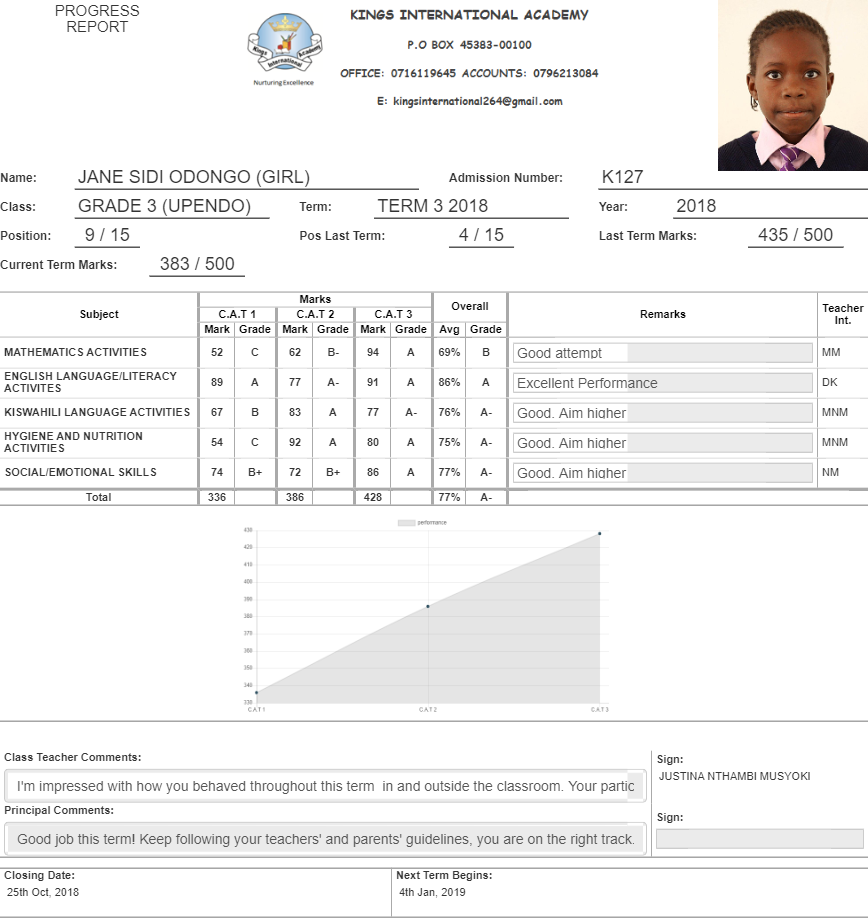 PROGRESS
REPORT
KINGS INTERNATIONAL ACADEMY
P.O BOX 45383-00100
OFFICE: 0716119645 ACCOUNTS: 0796213084
E: kingsinternational264@gmail.com
Kings International Academy
Nurturing Excellence
Name: JANE SIDI ODONGO (GIRL) Admission Number: K127
Class: GRADE 3 (UPENDO) Term: TERM 3 2018 Year: 2018
Position: 9 / 15 Pos Last Term: 4 / 15 Last Term Marks: 435 / 500
Current Term Marks: 383 / 500
Subject Marks Overall Remarks Teacher Int.
C.A.T 1 C.A.T 2 C.A.T 3
Mark Grade Mark Grade Mark Grade Avg Grade
MATHEMATICS ACTIVITIES 52 C 62 B- 94 A 69% B Good attempt MM
ENGLISH LANGUAGE/LITERACY ACTIVITES 89 A 77 A- 91 A 86% A Excellent Performance DK
KISWAHILI LANGUAGE ACTIVITIES 67 B 83 A 77 A- 76% A- Good. Aim higher MNM
HYGIENE AND NUTRITION ACTIVITIES 54 C 92 A 80 A 75% A- Good. Aim higher MNM
SOCIAL/EMOTIONAL SKILLS 74 B+ 72 B+ 86 A 77% A- Good. Aim higher NM
Total 336 386 428 77% A-
performance
430
420
410
400
390
380
370
360
350
340
330
C.A.T 1 C.A.T 2 C.A.T 3
Class Teacher Comments:
I'm impressed with how you behaved throughout this term in and outside the classroom. Your partic
Sign:
JUSTINA NTHAMBI MUSYOKI
Principal Comments:
Good job this term! Keep following your teachers' and parents' guidelines, you are on the right track.
Sign:
Closing Date: Next Term Begins:
25th Oct, 2018 4th Jan, 2019